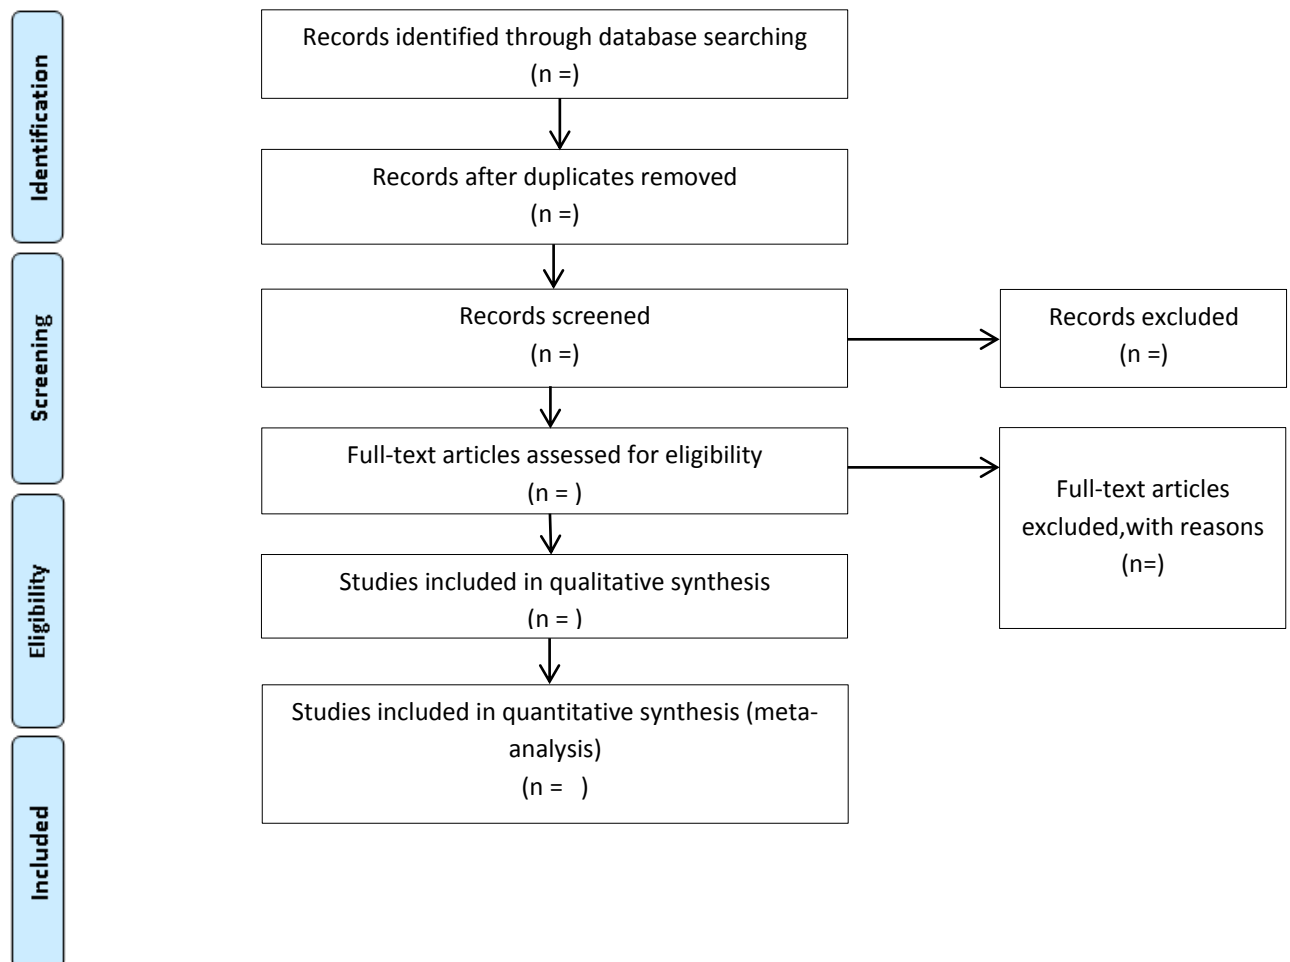 Identification
Records identified through database searching
(n =)
Records after duplicates removed
(n =)
Screening
Records screened
(n =)
Records excluded
(n =)
Full-text articles assessed for eligibility
(n = )
Full-text articles
excluded,with reasons
(n=)
Eligibility
Studies included in qualitative synthesis
(n = )
Studies included in quantitative synthesis (meta-
analysis)
(n =   )
Included